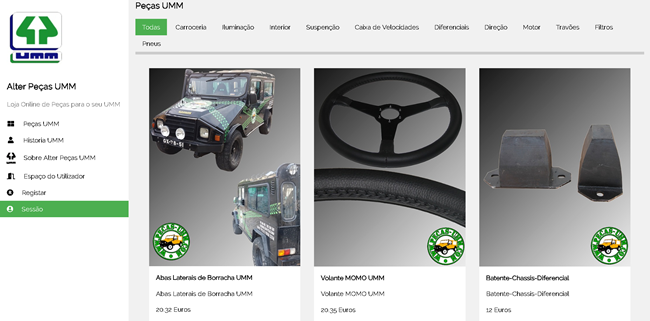 UMM
Alter Peças UMM
Loja Online de Peças para o seu UMM
Peças UMM
Historia UMM
Sobre Alter Peças UMM
Espaço do Utilizador
Registar
Sessão
Peças UMM
Todas Carroceria Iluminação Interior Suspenção Caixa de Velocidades Diferenciais Direção Motor Travões Filtros
Pneus
Abas Laterais de Borracha UMM
Abas Laterais de Borracha UMM
20.32 Euros
Volante MOMO UMM
Volante MOMO UMM
20.35 Euros
Batente-Chassis-Diferencial
Batente-Chassis-Diferencial
12 Euros